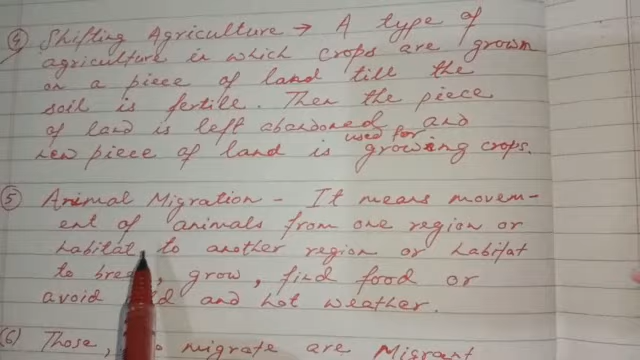 (4) Shifting Agriculture → A type of
agriculture in which crops are grown
on a piece of land till the
soil is fertile. Then the piece
of land is left abandoned and
used for
new piece of land is growing crops.
(5) Animal Migration - It means movem-
ent of animals from one region or
habitat to another region or habitat
to , grow, find food or
avoid and hot weather.
(6) Those, migrate are Migrant